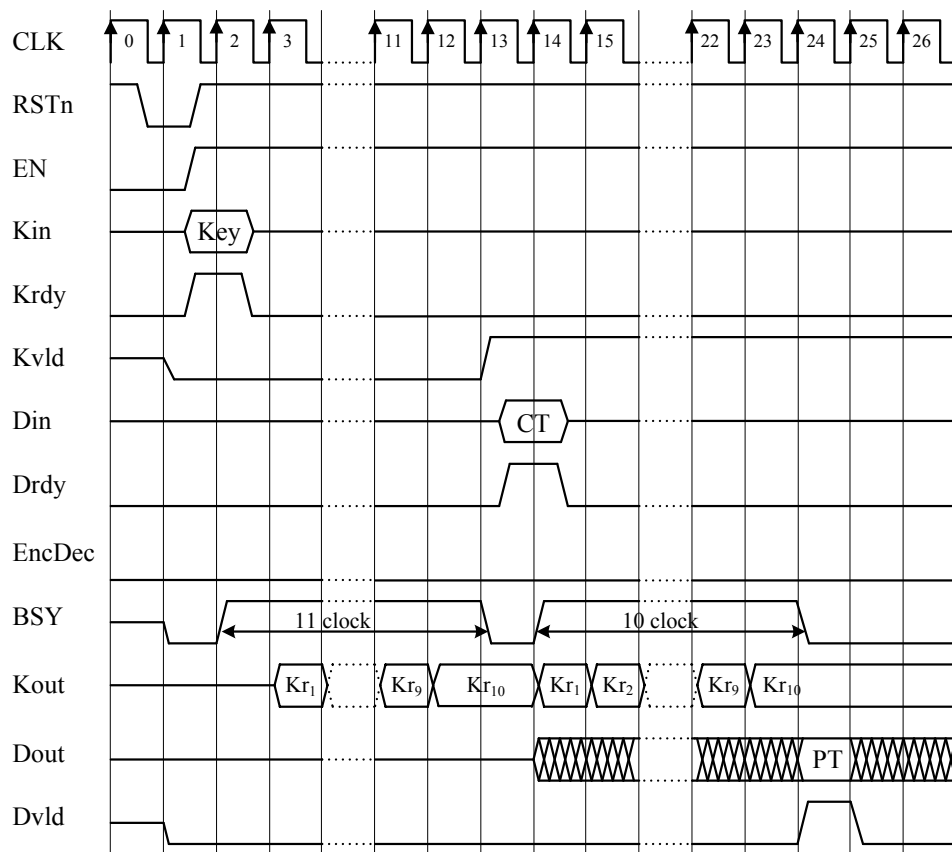 CLK 0 1 2 3 11 12 13 14 15 22 23 24 25 26
RSTn
EN
Kin Key
Krdy
Kvld
Din CT
Drdy
EncDec
BSY 11 clock 10 clock
Kout Kr₁ Kr₉ Kr₁₀ Kr₁ Kr₂ Kr₉ Kr₁₀
Dout PT
Dvld